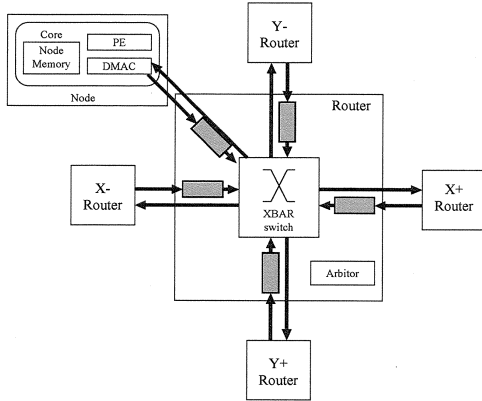 Core
Node
Memory
PE
DMAC
Node
Y-
Router
Router
X-
Router
XBAR
switch
X+
Router
Arbitor
Y+
Router